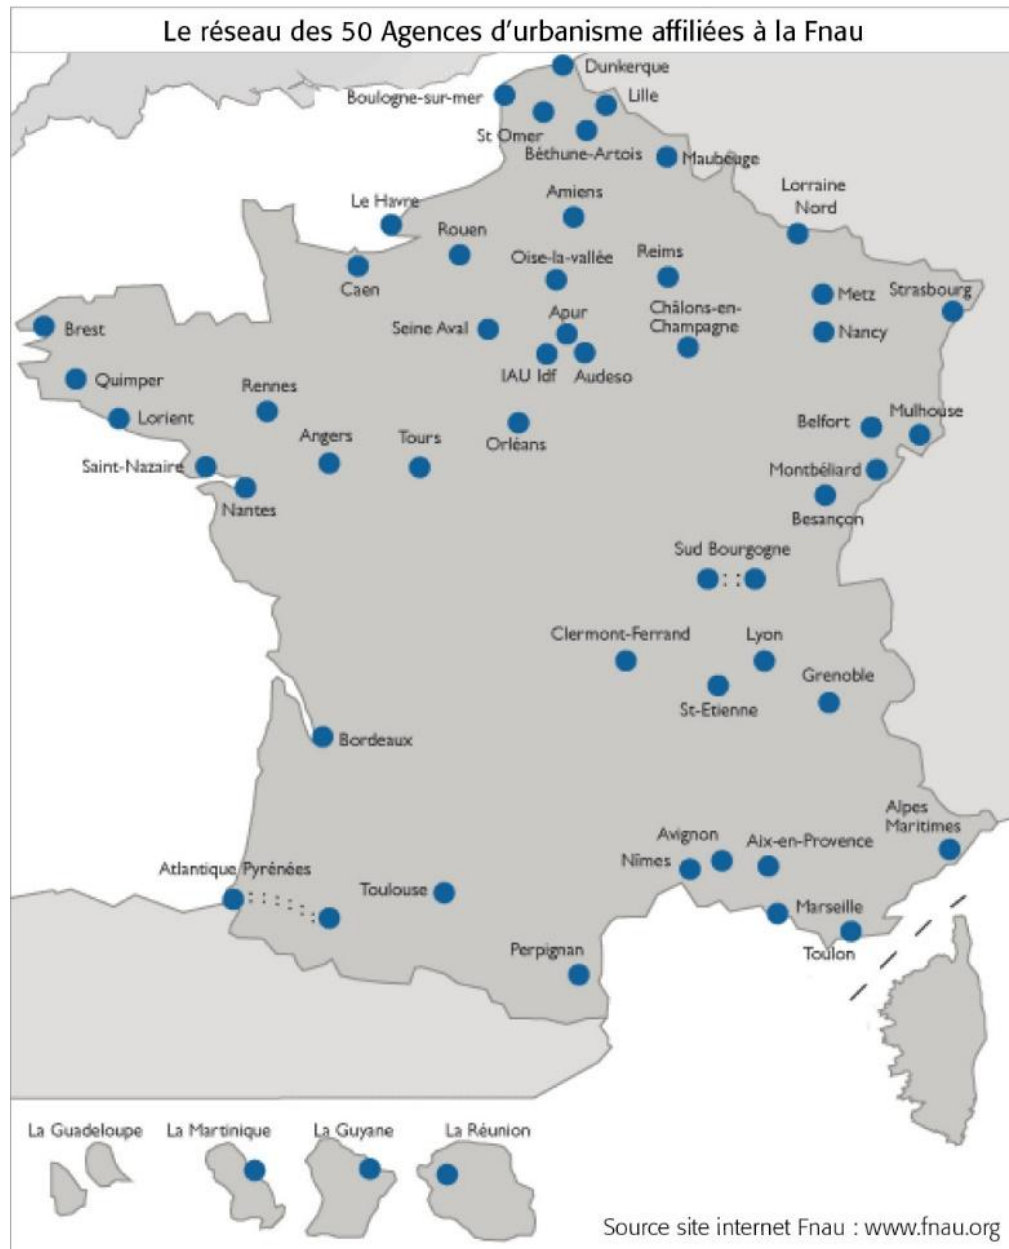 Le réseau des 50 Agences d'urbanisme affiliées à la Fnau
Dunkerque
Boulogne-sur-mer
Lille
St Omer
Béthune-Artois
Maubeuge
Lorraine
Nord
Amiens
Le Havre
Rouen
Oise-la-vallée
Reims
Caen
Metz
Strasbourg
Châlons-en-
Champagne
Apur
Brest
Seine Aval
Nancy
IAU Idf
Audeso
Quimper
Rennes
Lorient
Angers
Tours
Orléans
Belfort
Mulhouse
Saint-Nazaire
Montbéliard
Nantes
Besançon
Sud Bourgogne
Clermont-Ferrand
Lyon
Grenoble
St-Etienne
Bordeaux
Alpes
Maritimes
Avignon
Aix-en-Provence
Nîmes
Atlantique Pyrénées
Toulouse
Marseille
Toulon
Perpignan
La Guadeloupe
La Martinique
La Guyane
La Réunion
Source site internet Fnau : www.fnau.org